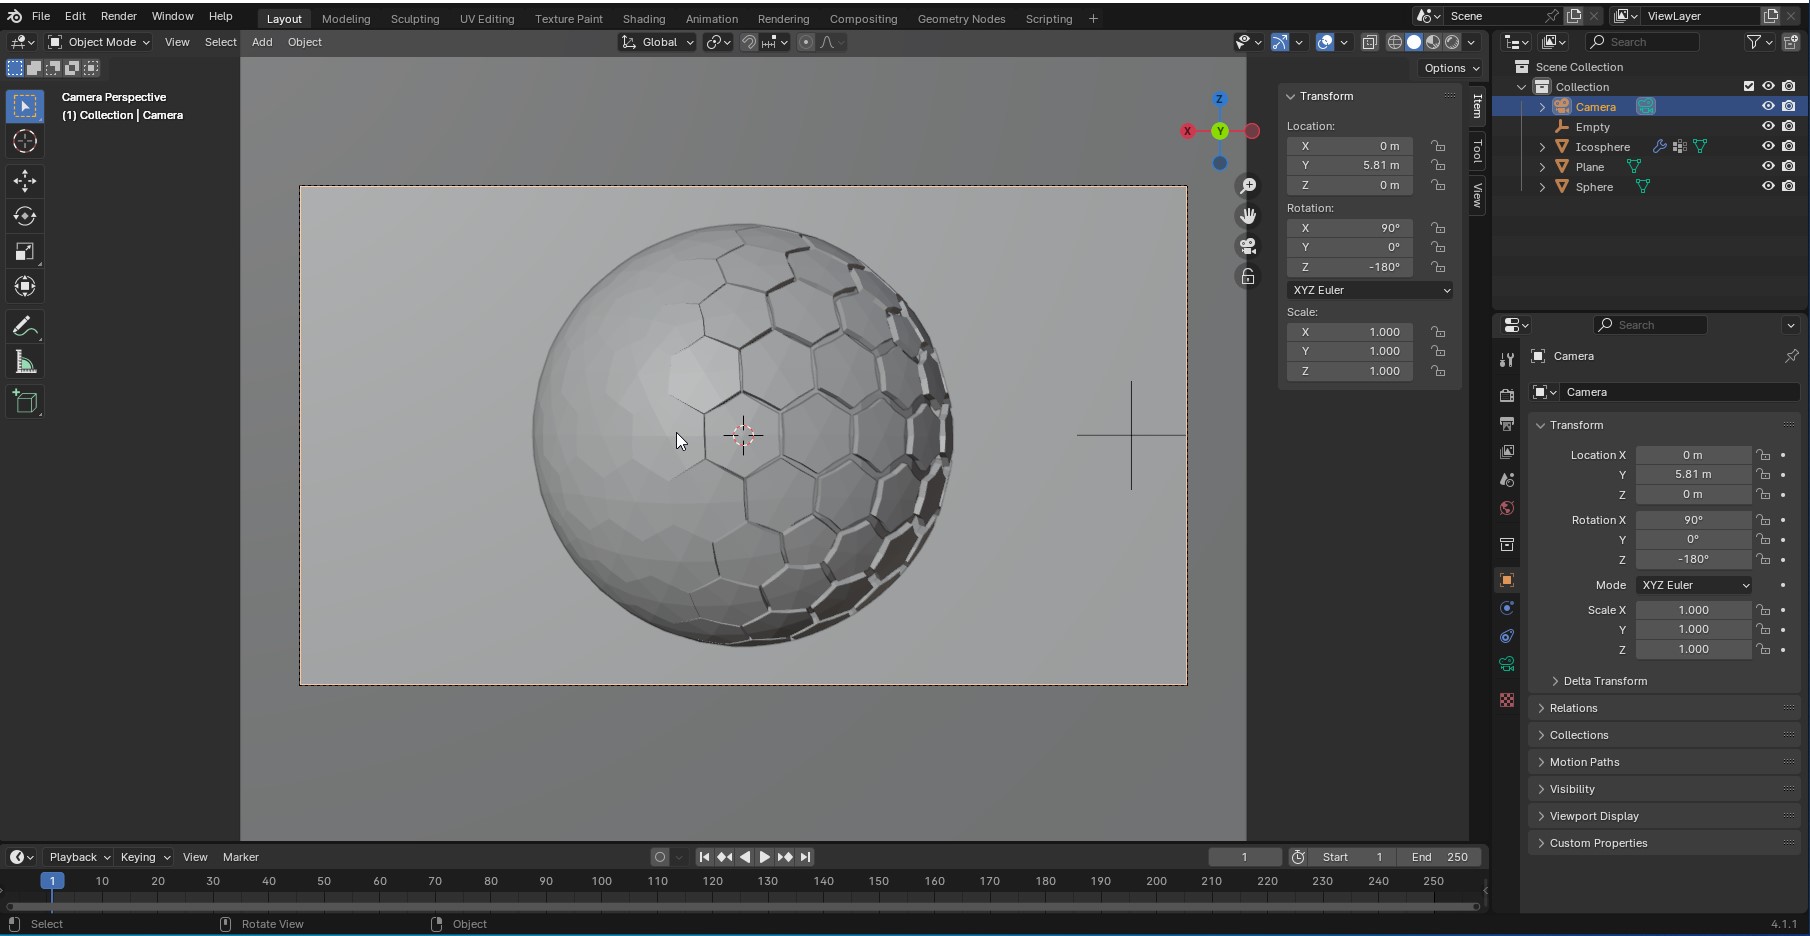 File Edit Render Window Help Layout Modeling Sculpting UV Editing Texture Paint Shading Animation Rendering Compositing Geometry Nodes Scripting + Scene ViewLayer
Object Mode View Select Add Object Global Search
Options
Camera Perspective
(1) Collection | Camera
Z
X Y
Transform
Location:
X 0 m
Y 5.81 m
Z 0 m
Rotation:
X 90°
Y 0°
Z -180°
XYZ Euler
Scale:
X 1.000
Y 1.000
Z 1.000
Item
Tool
View
Scene Collection
Collection
Camera
Empty
Icosphere
Plane
Sphere
Search
Camera
Camera
Transform
Location X 0 m
Y 5.81 m
Z 0 m
Rotation X 90°
Y 0°
Z -180°
Mode XYZ Euler
Scale X 1.000
Y 1.000
Z 1.000
Delta Transform
Relations
Collections
Motion Paths
Visibility
Viewport Display
Custom Properties
Playback Keying View Marker 1 Start 1 End 250
1 10 20 30 40 50 60 70 80 90 100 110 120 130 140 150 160 170 180 190 200 210 220 230 240 250
Select Rotate View Object 4.1.1